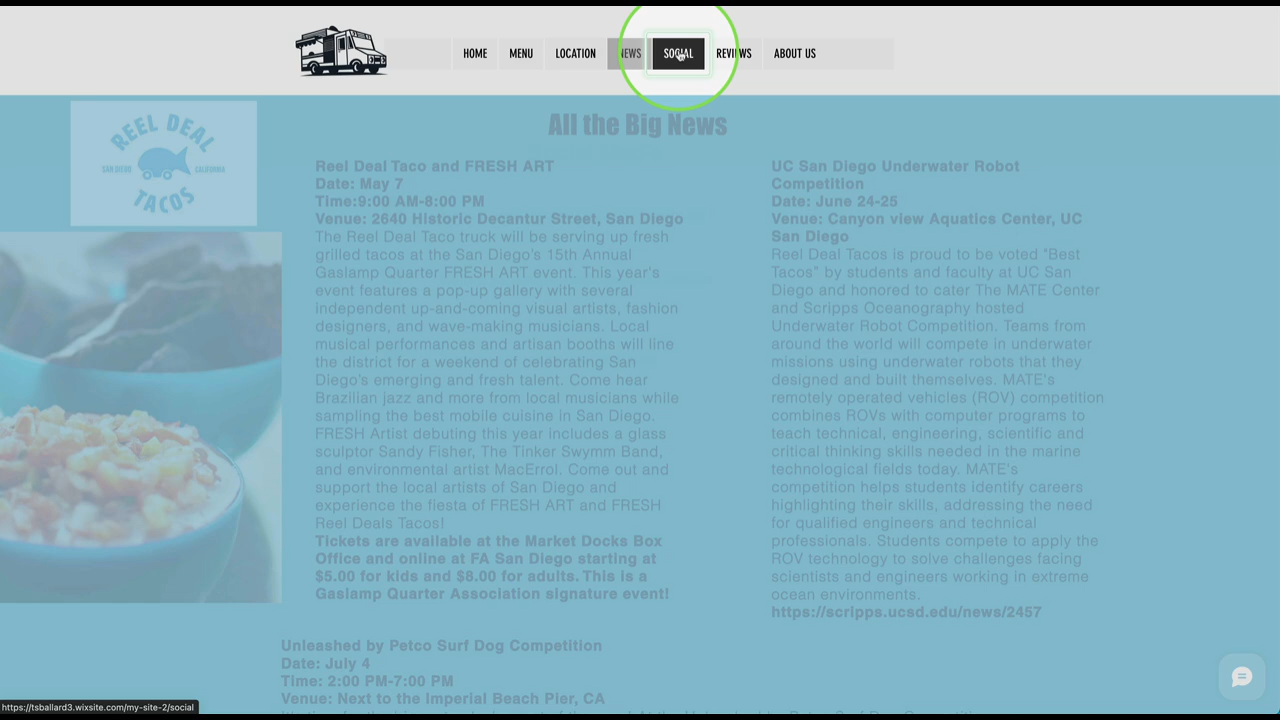 HOME MENU LOCATION NEWS SOCIAL REVIEWS ABOUT US
REEL DEAL
SAN DIEGO CALIFORNIA
TACOS
All the Big News
Reel Deal Taco and FRESH ART
Date: May 7
Time:9:00 AM-8:00 PM
Venue: 2640 Historic Decantur Street, San Diego
The Reel Deal Taco truck will be serving up fresh
grilled tacos at the San Diego's 15th Annual
Gaslamp Quarter FRESH ART event. This year's
event features a pop-up gallery with several
independent up-and-coming visual artists, fashion
designers, and wave-making musicians. Local
musical performances and artisan booths will line
the district for a weekend of celebrating San
Diego's emerging and fresh talent. Come hear
Brazilian jazz and more from local musicians while
sampling the best mobile cuisine in San Diego.
FRESH Artist debuting this year includes a glass
sculptor Sandy Fisher, The Tinker Swymm Band,
and environmental artist MacErrol. Come out and
support the local artists of San Diego and
experience the fiesta of FRESH ART and FRESH
Reel Deals Tacos!
Tickets are available at the Market Docks Box
Office and online at FA San Diego starting at
$5.00 for kids and $8.00 for adults. This is a
Gaslamp Quarter Association signature event!
UC San Diego Underwater Robot
Competition
Date: June 24-25
Venue: Canyon view Aquatics Center, UC
San Diego
Reel Deal Tacos is proud to be voted "Best
Tacos" by students and faculty at UC San
Diego and honored to cater The MATE Center
and Scripps Oceanography hosted
Underwater Robot Competition. Teams from
around the world will compete in underwater
missions using underwater robots that they
designed and built themselves. MATE's
remotely operated vehicles (ROV) competition
combines ROVs with computer programs to
teach technical, engineering, scientific and
critical thinking skills needed in the marine
technological fields today. MATE's
competition helps students identify careers
highlighting their skills, addressing the need
for qualified engineers and technical
professionals. Students compete to apply the
ROV technology to solve challenges facing
scientists and engineers working in extreme
ocean environments.
https://scripps.ucsd.edu/news/2457
Unleashed by Petco Surf Dog Competition
Date: July 4
Time: 2:00 PM-7:00 PM
Venue: Next to the Imperial Beach Pier, CA
https://tsballard3.wixsite.com/my-site-2/social